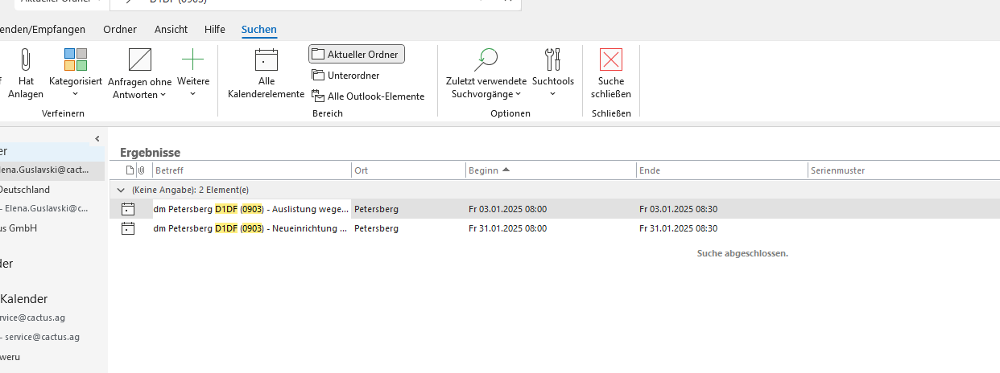 D1DF (0903)
enden/Empfangen Ordner Ansicht Hilfe Suchen
Hat Anlagen
Kategorisiert
Anfragen ohne Antworten
Weitere
Verfeinern
Alle Kalenderelemente
Aktueller Ordner
Unterordner
Alle Outlook-Elemente
Bereich
Zuletzt verwendete Suchvorgänge
Suchtools
Optionen
Suche schließen
Schließen
er
lena.Guslavski@cact...
Deutschland
- Elena.Guslavski@c...
us GmbH
der
Kalender
rvice@cactus.ag
- service@cactus.ag
weru
Ergebnisse
Betreff Ort Beginn Ende Serienmuster
(Keine Angabe): 2 Element(e)
dm Petersberg D1DF (0903) - Auslistung wege... Petersberg Fr 03.01.2025 08:00 Fr 03.01.2025 08:30
dm Petersberg D1DF (0903) - Neueinrichtung ... Petersberg Fr 31.01.2025 08:00 Fr 31.01.2025 08:30
Suche abgeschlossen.